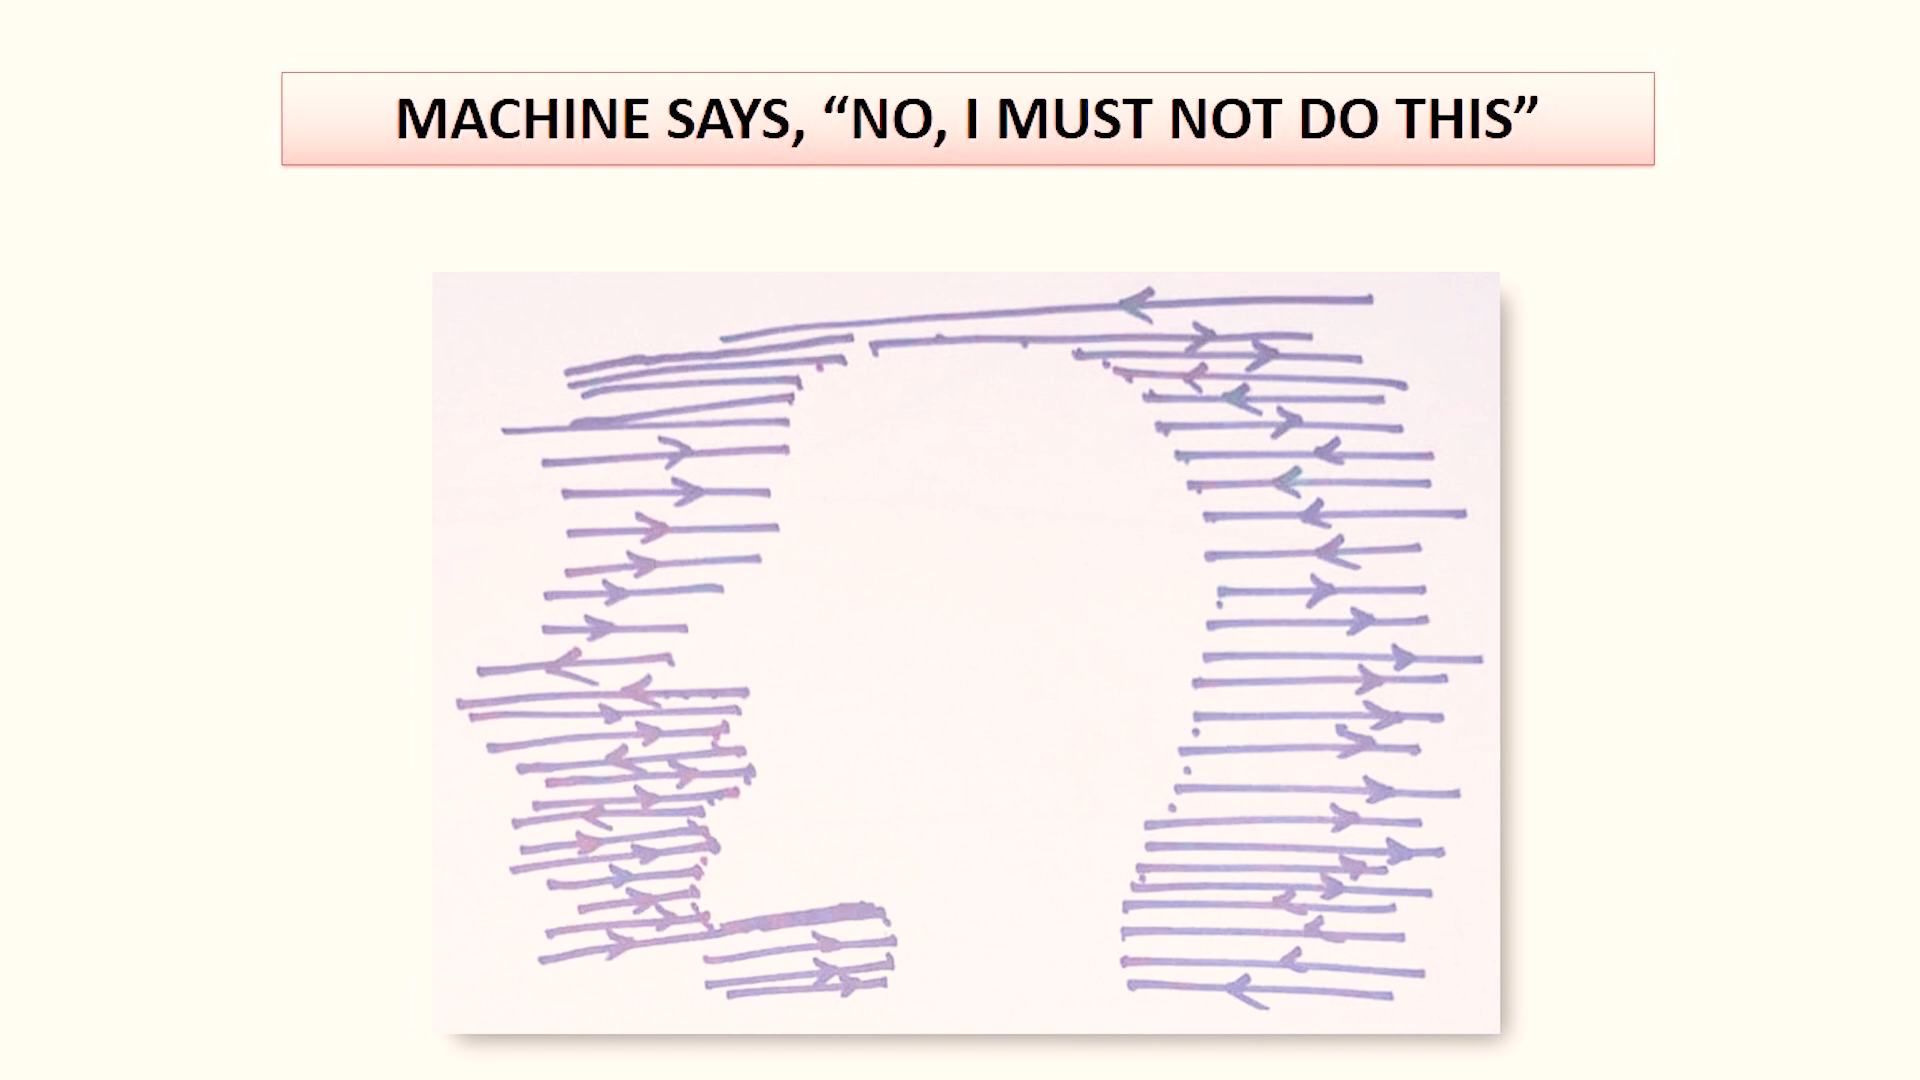 MACHINE SAYS, “NO, I MUST NOT DO THIS”